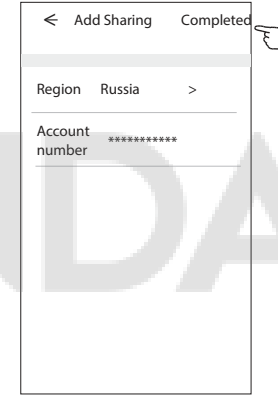 Add Sharing Completed
Region Russia >
Account
number ***********